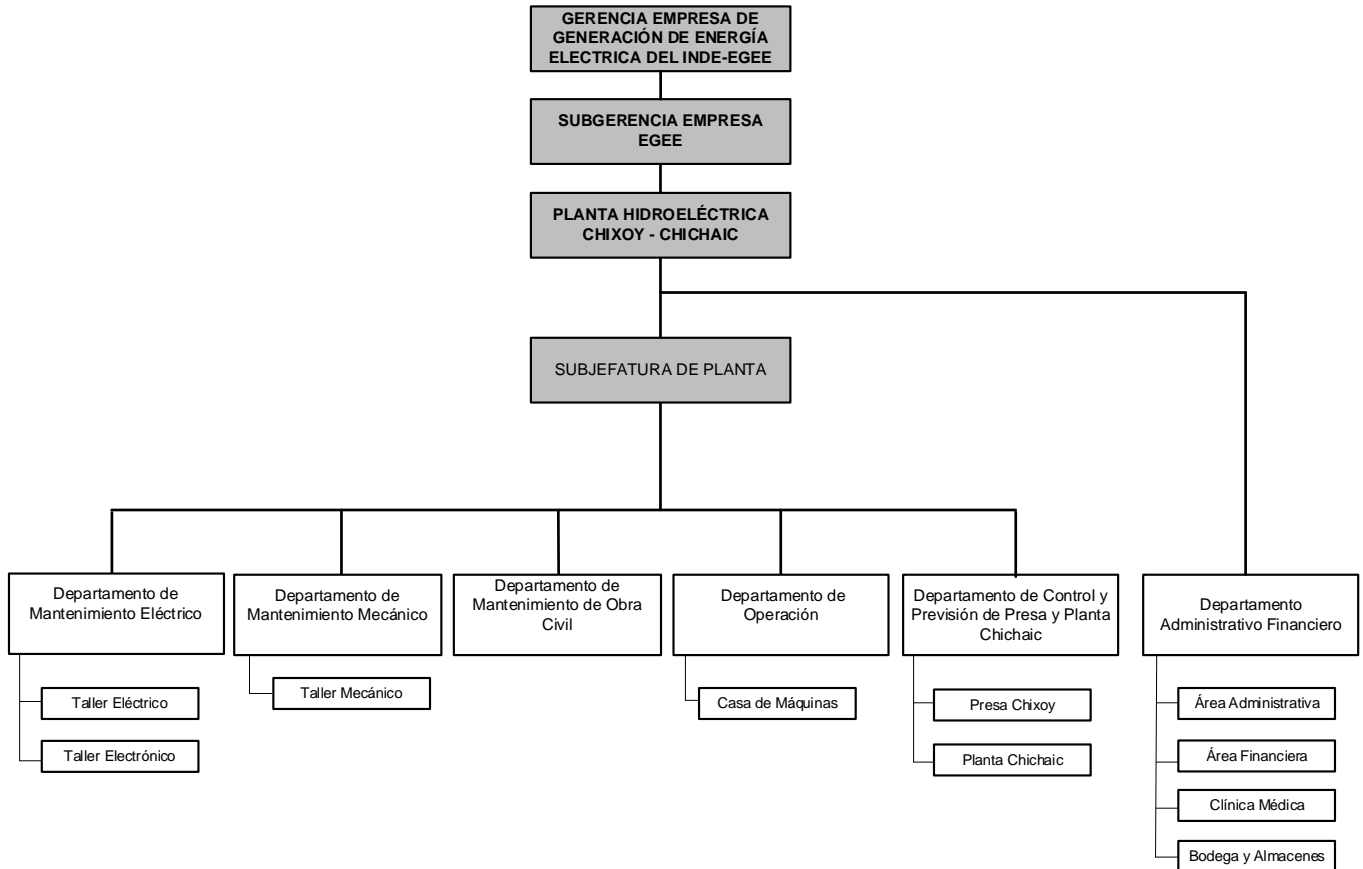 GERENCIA EMPRESA DE
GENERACIÓN DE ENERGÍA
ELECTRICA DEL INDE-EGEE
SUBGERENCIA EMPRESA
EGEE
PLANTA HIDROELÉCTRICA
CHIXOY - CHICHAIC
SUBJEFATURA DE PLANTA
Departamento de
Mantenimiento Eléctrico
Taller Eléctrico
Taller Electrónico
Departamento de
Mantenimiento Mecánico
Taller Mecánico
Departamento de
Mantenimiento de Obra
Civil
Departamento de
Operación
Casa de Máquinas
Departamento de Control y
Previsión de Presa y Planta
Chichaic
Presa Chixoy
Planta Chichaic
Departamento
Administrativo Financiero
Área Administrativa
Área Financiera
Clínica Médica
Bodega y Almacenes